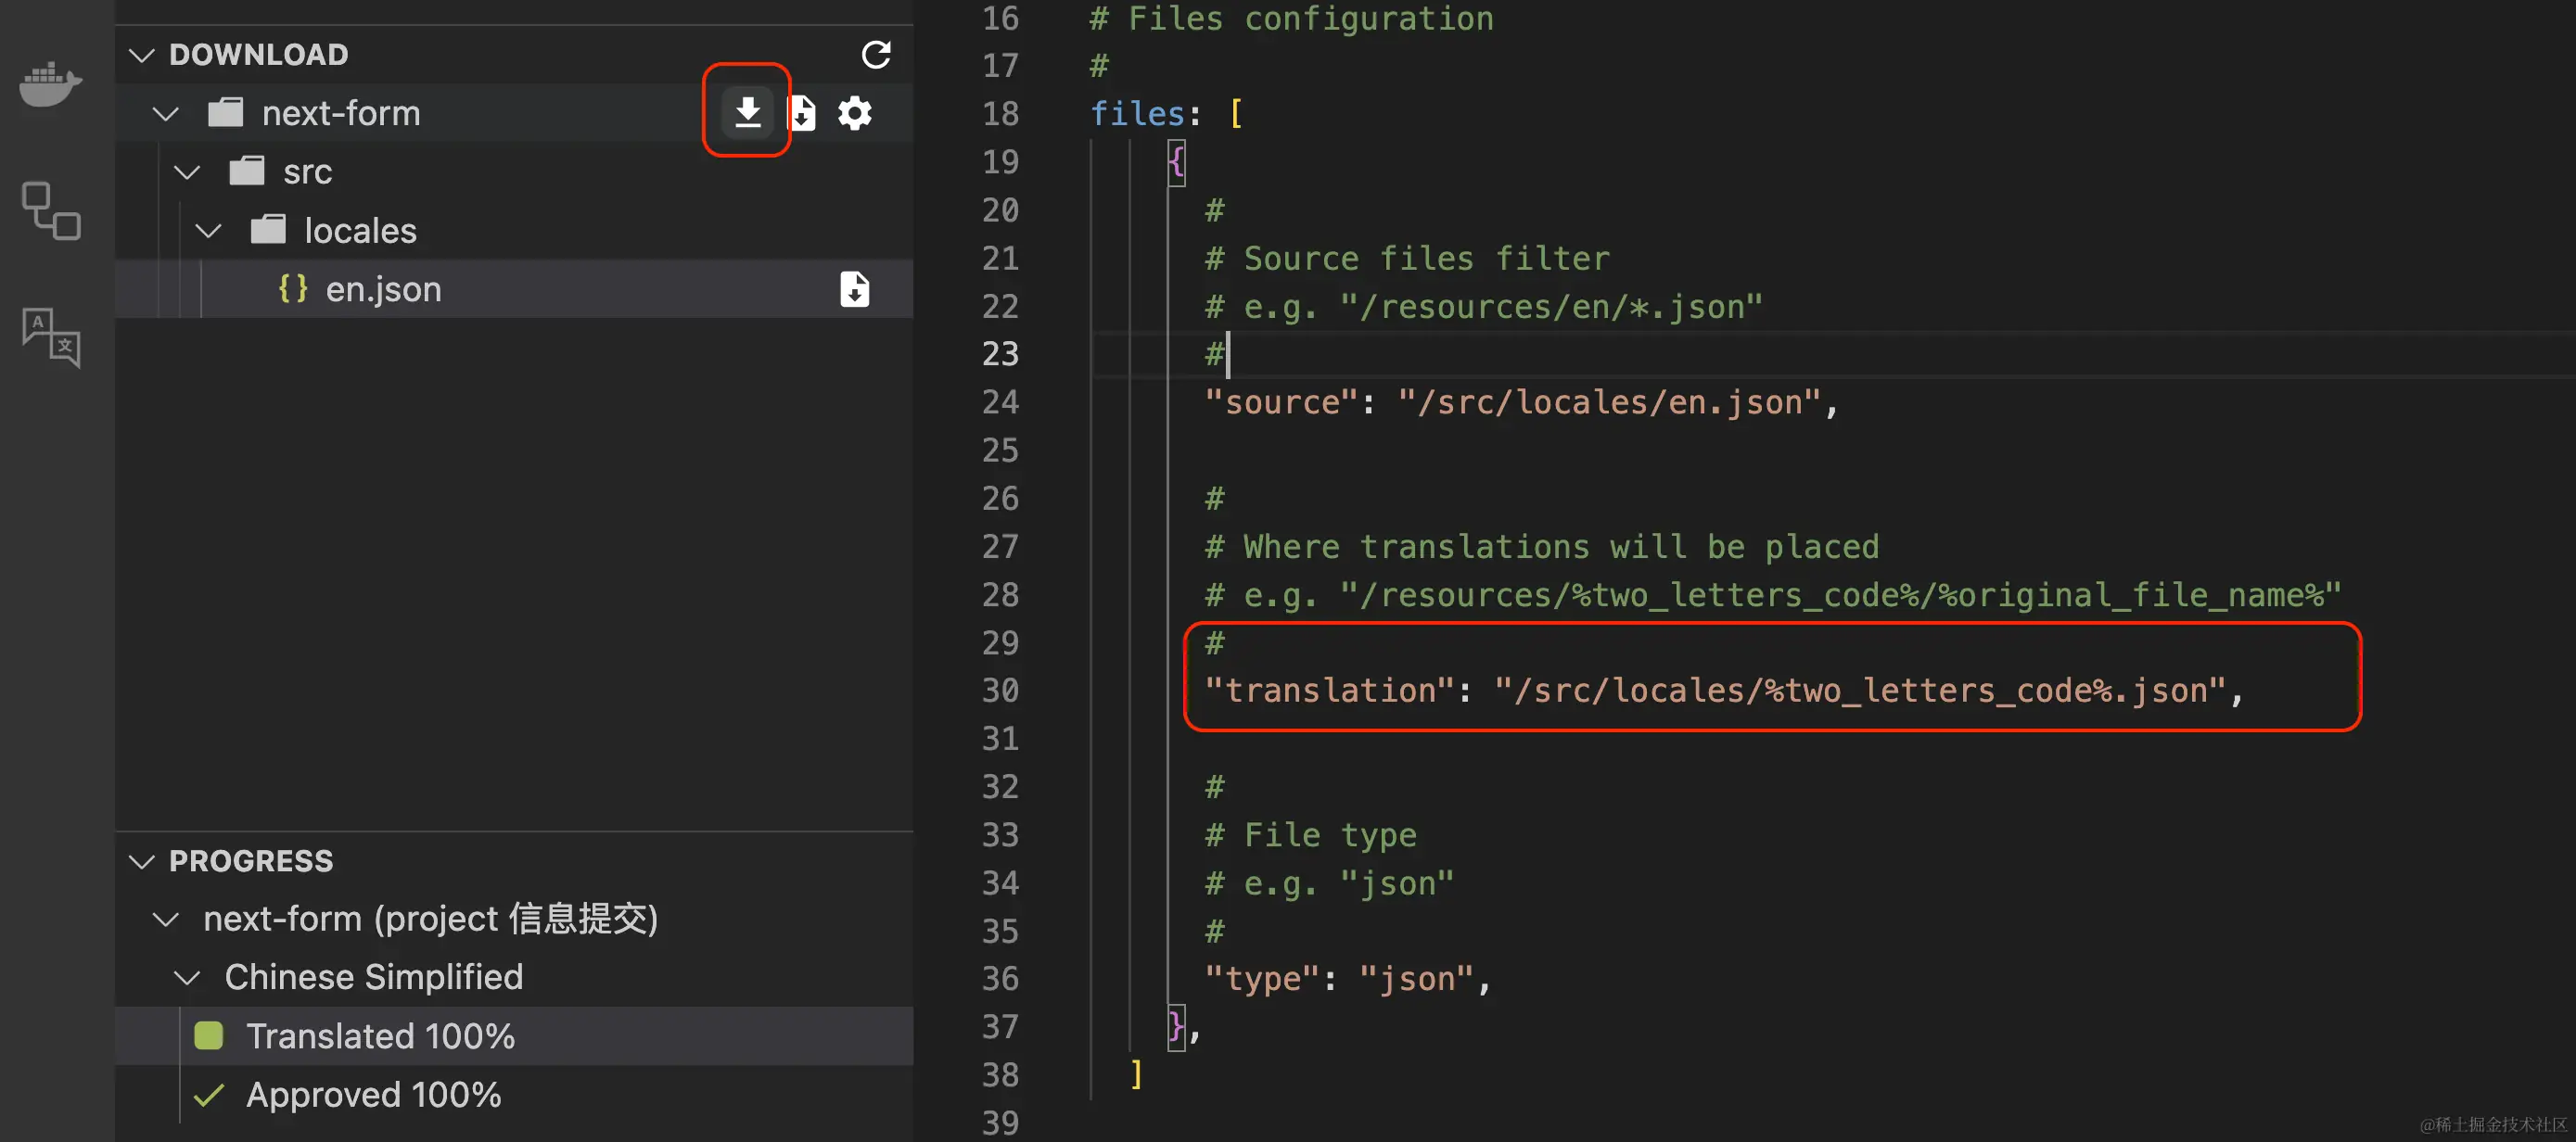 DOWNLOAD
next-form
src
locales
{} en.json
PROGRESS
next-form (project 信息提交)
Chinese Simplified
Translated 100%
Approved 100%
16 # Files configuration
17 #
18 files: [
19 {
20 #
21 # Source files filter
22 # e.g. "/resources/en/*.json"
23 #
24 "source": "/src/locales/en.json",
25
26 #
27 # Where translations will be placed
28 # e.g. "/resources/%two_letters_code%/%original_file_name%"
29 #
30 "translation": "/src/locales/%two_letters_code%.json",
31
32 #
33 # File type
34 # e.g. "json"
35 #
36 "type": "json",
37 },
38 ]
39
@稀土掘金技术社区